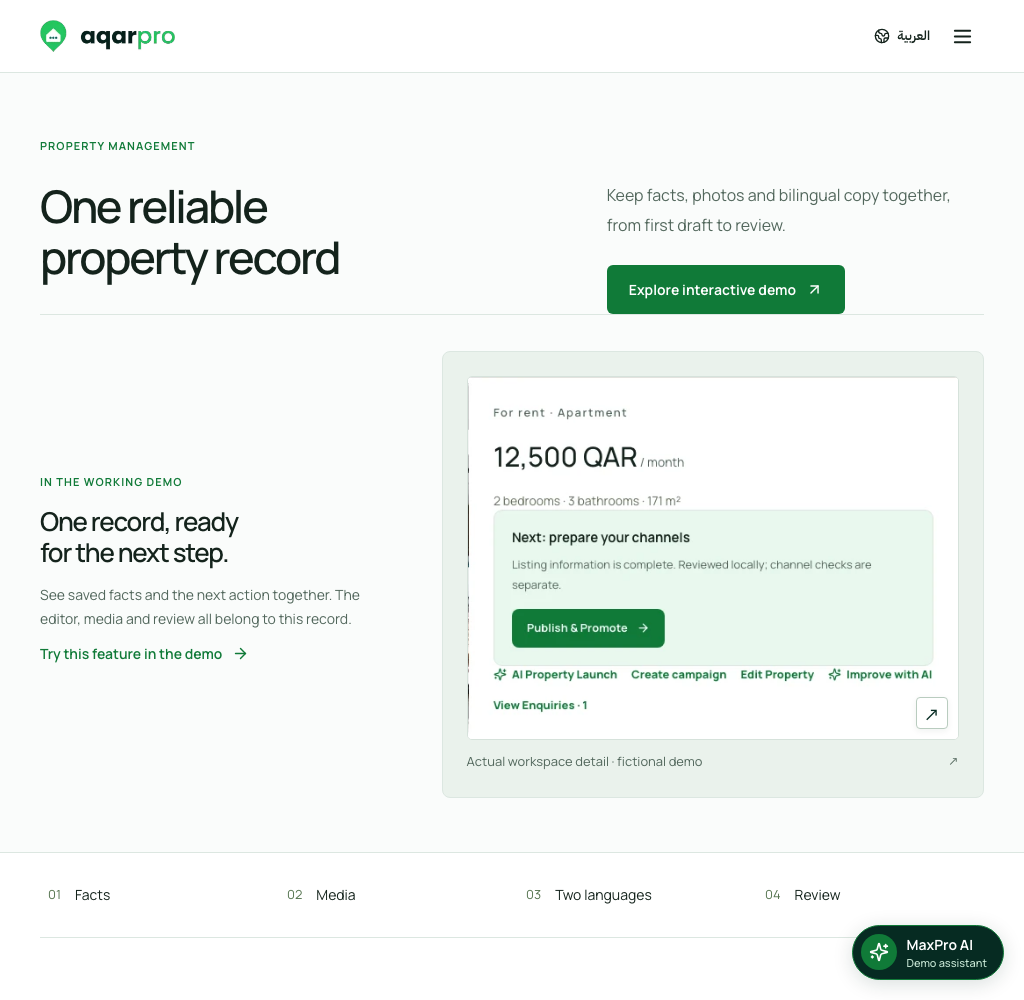 aqarpro
العربية
PROPERTY MANAGEMENT
One reliable
property record
Keep facts, photos and bilingual copy together,
from first draft to review.
Explore interactive demo
IN THE WORKING DEMO
One record, ready
for the next step.
See saved facts and the next action together. The
editor, media and review all belong to this record.
Try this feature in the demo
For rent · Apartment
12,500 QAR / month
2 bedrooms · 3 bathrooms · 171 m²
Next: prepare your channels
Listing information is complete. Reviewed locally; channel checks are
separate.
Publish & Promote
AI Property Launch Create campaign Edit Property Improve with AI
View Enquiries · 1
Actual workspace detail · fictional demo
01 Facts 02 Media 03 Two languages 04 Review
MaxPro AI
Demo assistant